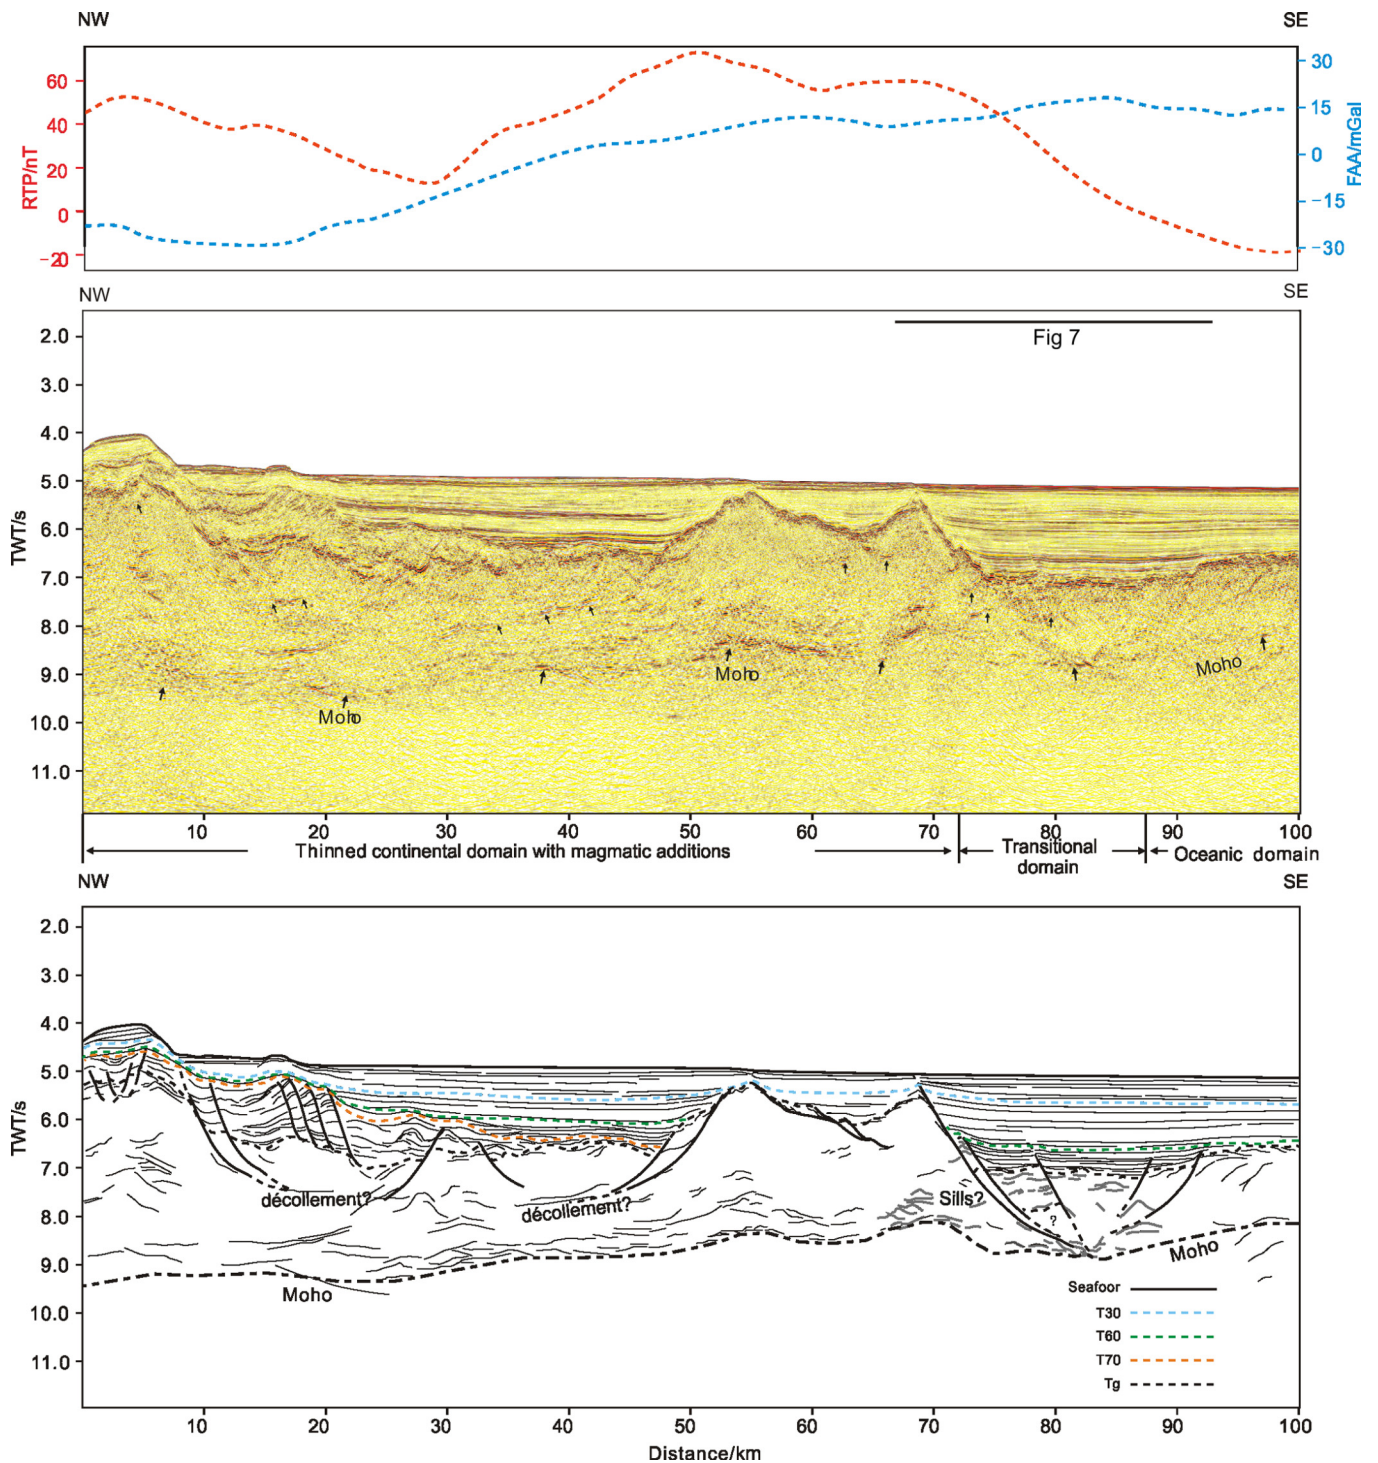 NW SE
60
40
20
0
−20
RTP/nT
30
15
0
−15
−30
FAA/mGal
NW SE
Fig 7
2.0
3.0
4.0
5.0
6.0
7.0
8.0
9.0
10.0
11.0
TWT/s
Moho
Moho
Moho
10 20 30 40 50 60 70 80 90 100
Thinned continental domain with magmatic additions
Transitional
domain
Oceanic domain
NW SE
2.0
3.0
4.0
5.0
6.0
7.0
8.0
9.0
10.0
11.0
TWT/s
décollement?
décollement?
Sills?
?
Moho
Moho
Seafoor
T30
T60
T70
Tg
10 20 30 40 50 60 70 80 90 100
Distance/km